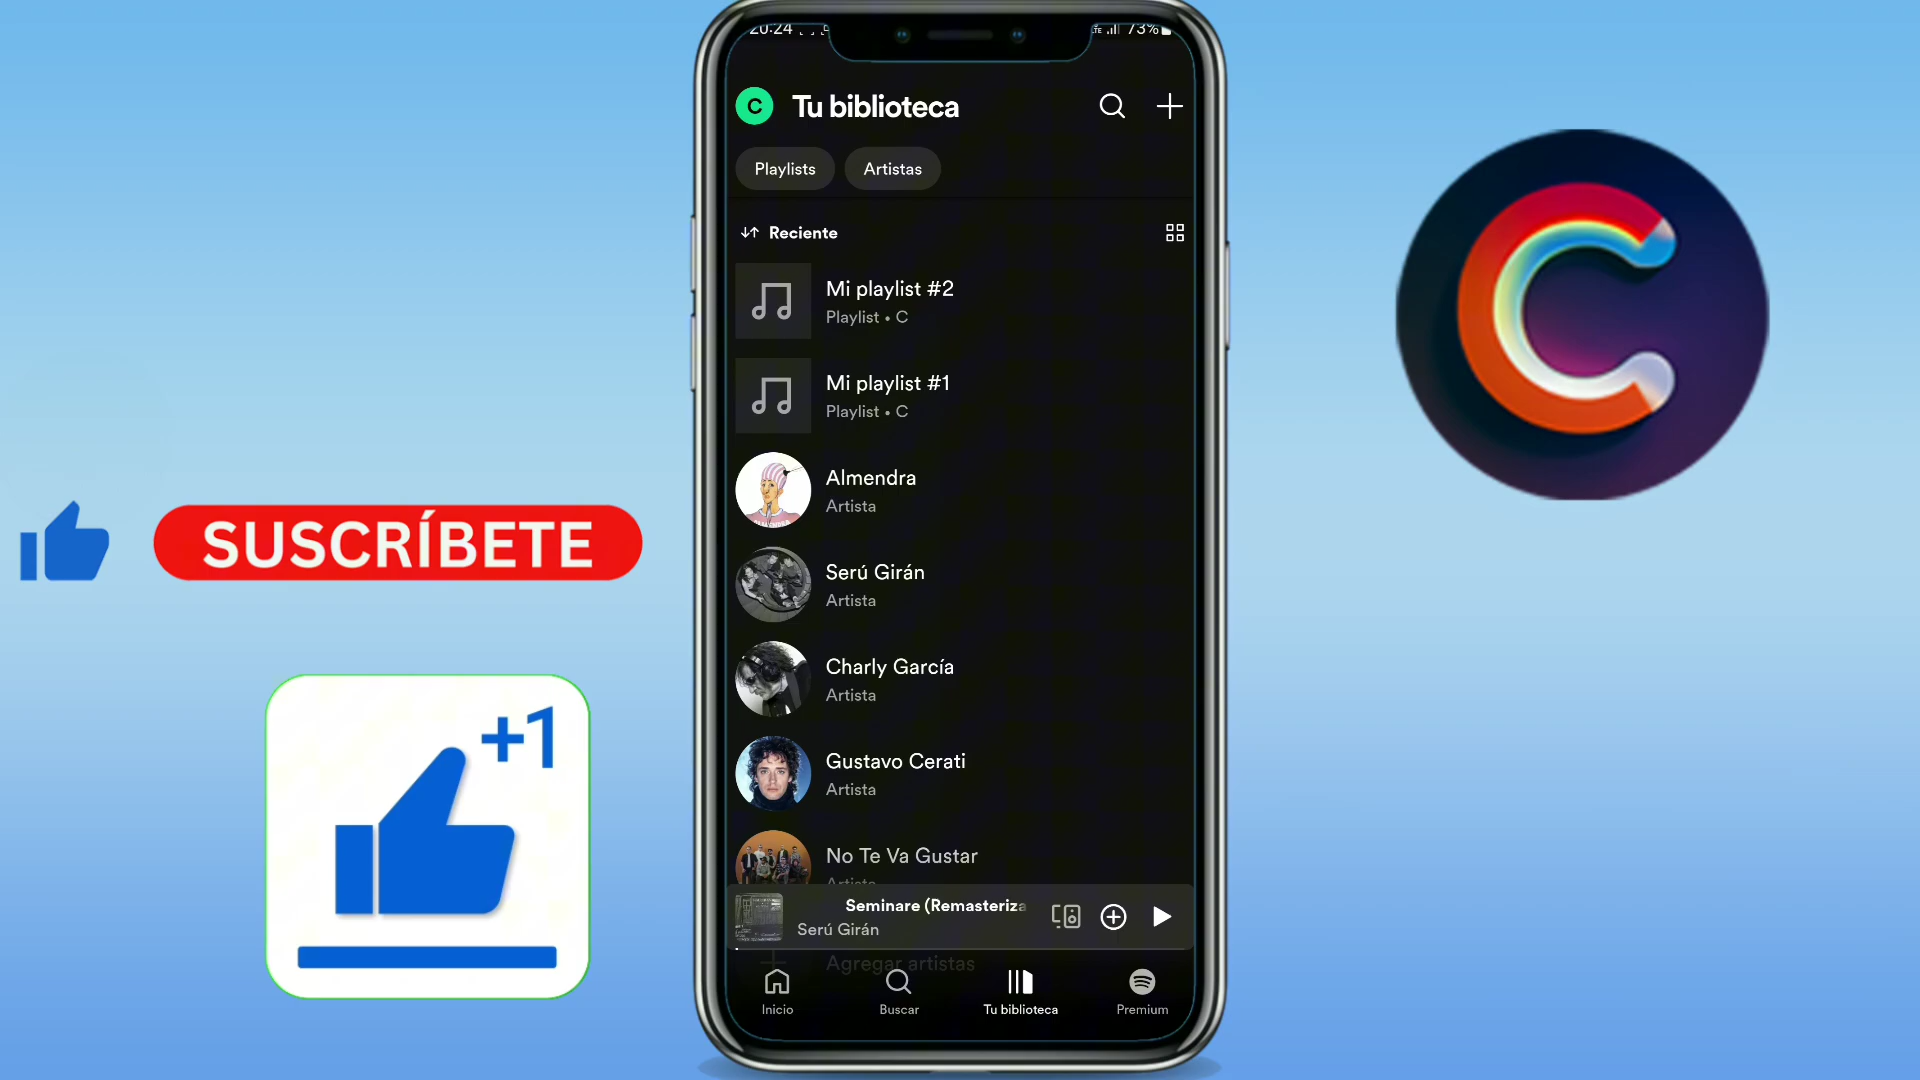 20:24
73%
C
Tu biblioteca
Playlists
Artistas
Reciente
Mi playlist #2
Playlist • C
Mi playlist #1
Playlist • C
Almendra
Artista
Serú Girán
Artista
Charly García
Artista
Gustavo Cerati
Artista
No Te Va Gustar
Artista
Seminare (Remasteriza
Serú Girán
Agregar artistas
Inicio
Buscar
Tu biblioteca
Premium
SUSCRÍBETE
+1
C